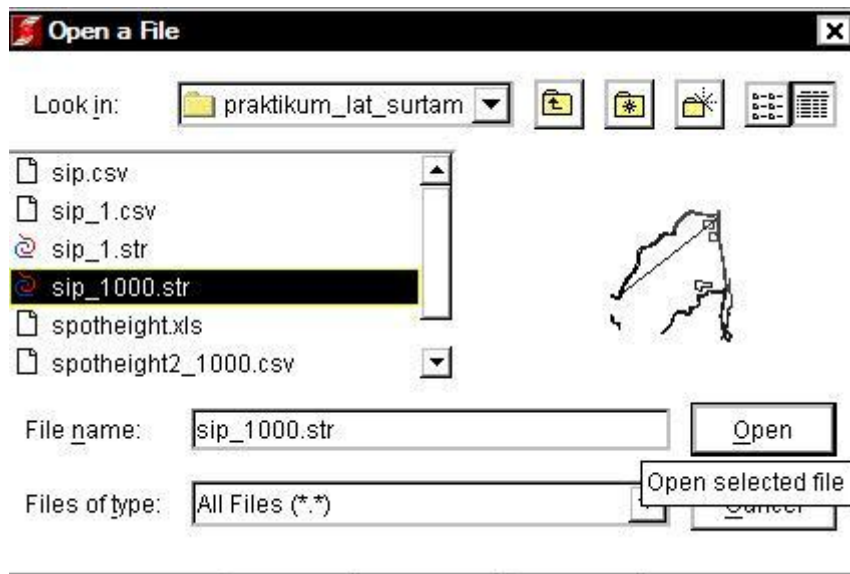 Open a File
Look in: praktikum_lat_surtam
sip.csv
sip_1.csv
sip_1.str
sip_1000.str
spotheight.xls
spotheight2_1000.csv
File name: sip_1000.str Open
Open selected file
Files of type: All Files (*.*) Cancel